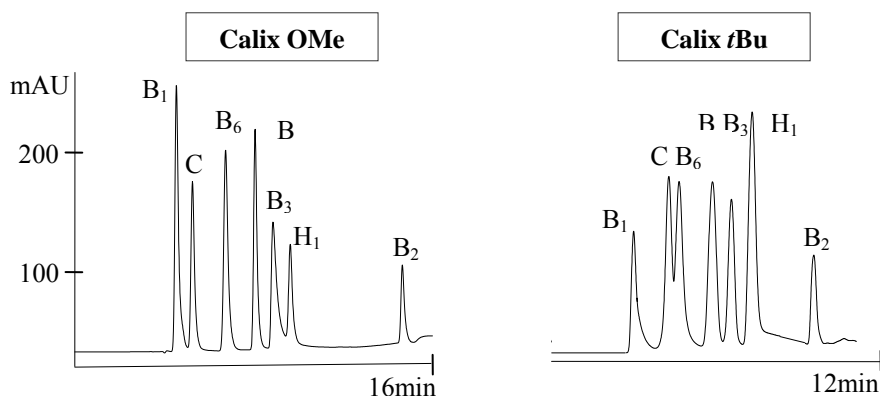 Calix OMe
Calix tBu
mAU
200
100
B₁
C
B₆
B
B₃
H₁
B₂
16min
B₁
C B₆
B₃ H₁
B₂
12min